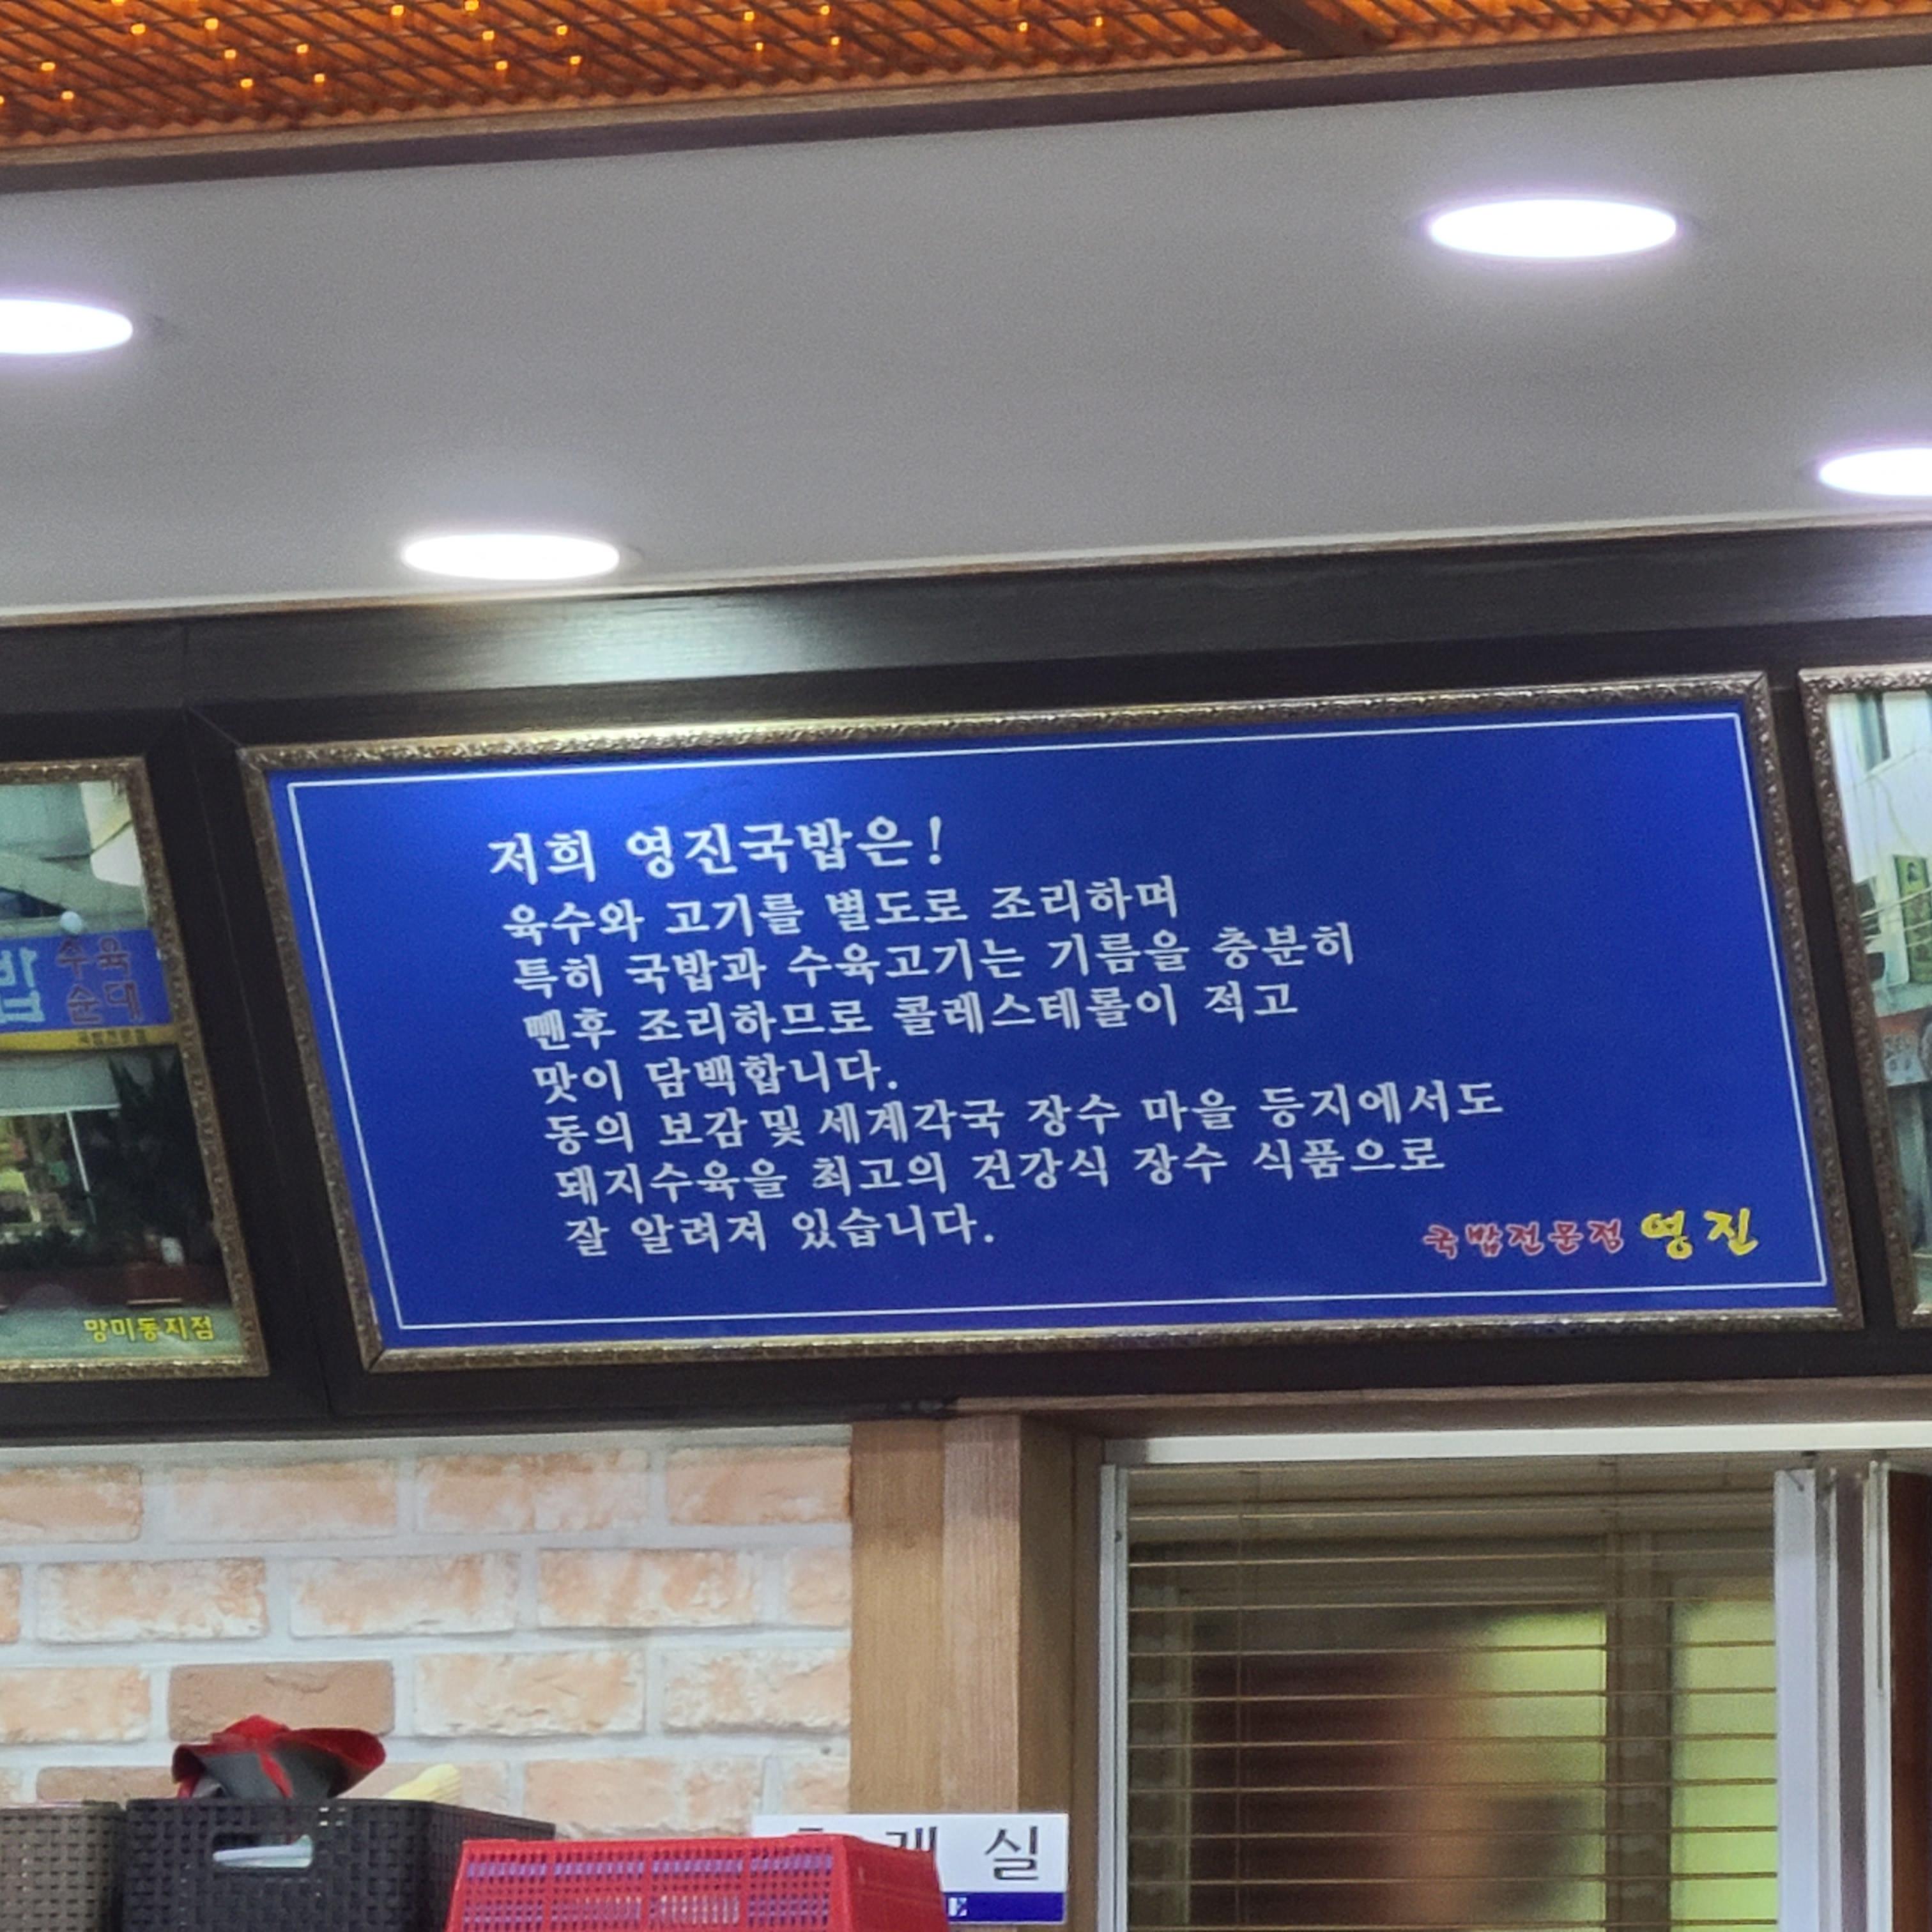 저희 영진국밥은!
육수와 고기를 별도로 조리하며
특히 국밥과 수육고기는 기름을 충분히
뺀후 조리하므로 콜레스테롤이 적고
맛이 담백합니다.
동의 보감및세계각국 장수 마을 등지에서도
돼지수육을 최고의 건강식 장수 식품으로
잘 알려져 있습니다.
국밥전문점 영진
밥 수육
순대
망미동지점
실
E